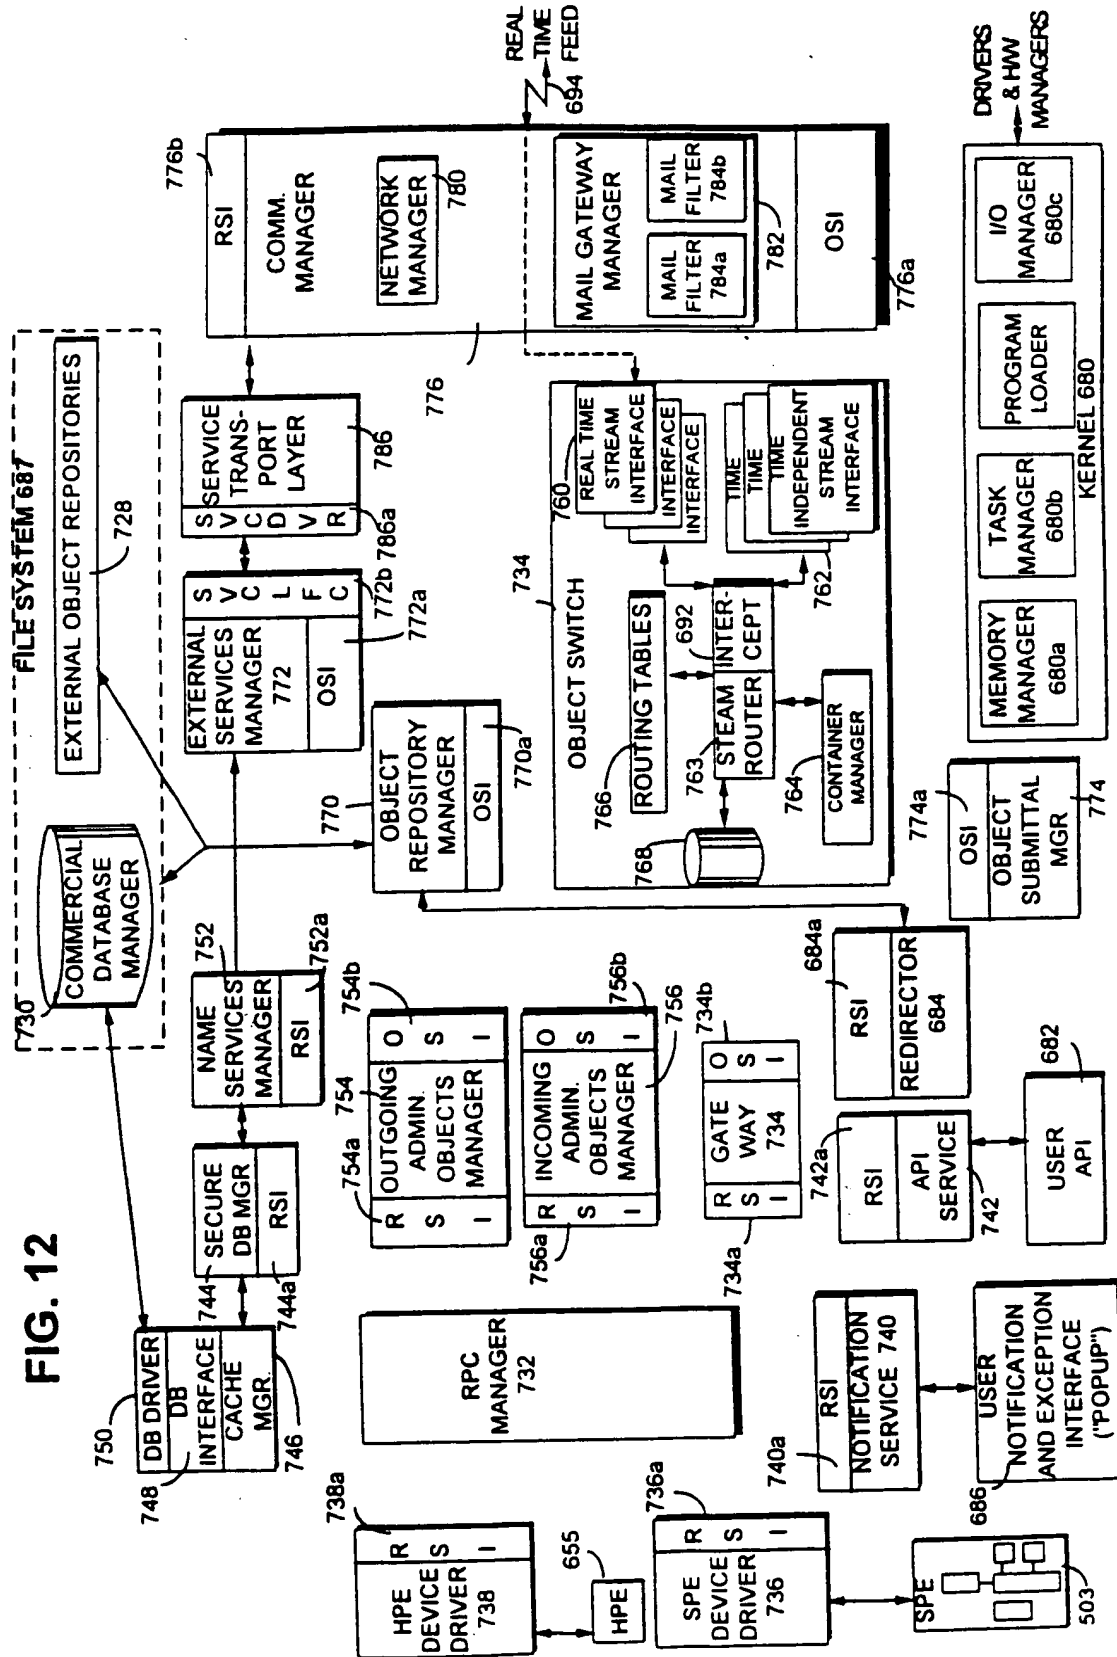 FIG. 12
FILE SYSTEM 687
730
COMMERCIAL
DATABASE
MANAGER
EXTERNAL OBJECT REPOSITORIES
728
750
DB DRIVER
DB
INTERFACE
CACHE
MGR.
748
746
744
SECURE
DB MGR
RSI
744a
NAME
SERVICES
MANAGER
RSI
752
752a
EXTERNAL
SERVICES
MANAGER
772
OSI
S
V
C
L
F
C
772b
772a
S
V
C
D
V
R
SERVICE
TRANS-
PORT
LAYER
786
786a
776b
RSI
COMM.
MANAGER
NETWORK
MANAGER
780
776
MAIL GATEWAY
MANAGER
MAIL
FILTER
784a
MAIL
FILTER
784b
782
OSI
776a
REAL
TIME
FEED
694
738a
HPE
DEVICE
DRIVER
738
R
S
I
HPE
655
736a
SPE
DEVICE
DRIVER
736
R
S
I
SPE
503
RPC
MANAGER
732
754a
R
S
I
754
OUTGOING
ADMIN.
OBJECTS
MANAGER
O
S
I
754b
R
S
I
756a
INCOMING
ADMIN.
OBJECTS
MANAGER
O
S
I
756b
756
R
S
I
734a
GATE
WAY
734
O
S
I
734b
770
OBJECT
REPOSITORY
MANAGER
OSI
770a
734
OBJECT SWITCH
760
REAL TIME
STREAM
INTERFACE
INTERFACE
INTERFACE
TIME
TIME
TIME
INDEPENDENT
STREAM
INTERFACE
762
766
ROUTING TABLES
692
763
STEAM
ROUTER
INTER-
CEPT
768
764
CONTAINER
MANAGER
740a
RSI
NOTIFICATION
SERVICE 740
686
USER
NOTIFICATION
AND EXCEPTION
INTERFACE
("POPUP")
742a
RSI
API
SERVICE
742
USER
API
682
684a
RSI
REDIRECTOR
684
774a
OSI
OBJECT
SUBMITTAL
MGR
774
MEMORY
MANAGER
680a
TASK
MANAGER
680b
PROGRAM
LOADER
I/O
MANAGER
680c
KERNEL 680
DRIVERS
& H/W
MANAGERS